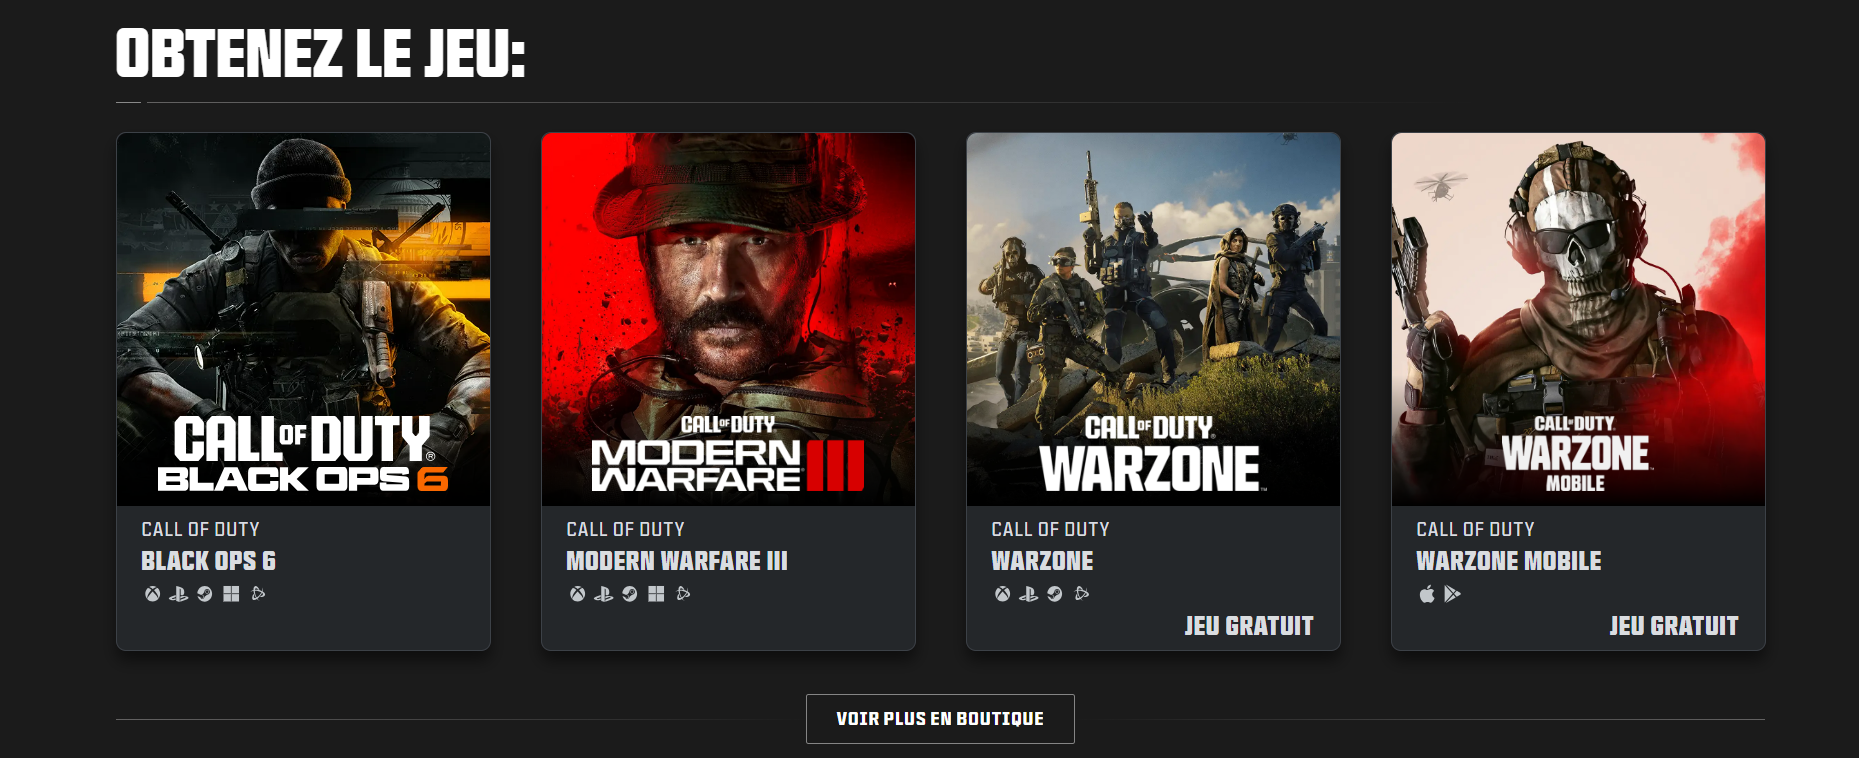 OBTENEZ LE JEU:
CALL OF DUTY®
BLACK OPS 6
CALL OF DUTY
BLACK OPS 6
CALL OF DUTY
MODERN
WARFARE III
CALL OF DUTY
MODERN WARFARE III
CALL OF DUTY®
WARZONE™
CALL OF DUTY
WARZONE
JEU GRATUIT
CALL OF DUTY
WARZONE™
MOBILE
CALL OF DUTY
WARZONE MOBILE
JEU GRATUIT
VOIR PLUS EN BOUTIQUE